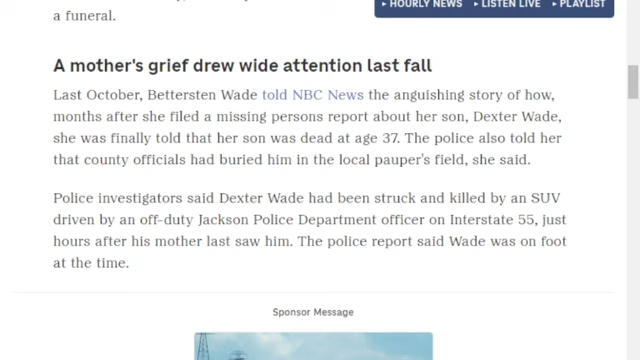 ▸ HOURLY NEWS ▸ LISTEN LIVE ▸ PLAYLIST
a funeral.
A mother's grief drew wide attention last fall
Last October, Bettersten Wade told NBC News the anguishing story of how,
months after she filed a missing persons report about her son, Dexter Wade,
she was finally told that her son was dead at age 37. The police also told her
that county officials had buried him in the local pauper's field, she said.
Police investigators said Dexter Wade had been struck and killed by an SUV
driven by an off-duty Jackson Police Department officer on Interstate 55, just
hours after his mother last saw him. The police report said Wade was on foot
at the time.
Sponsor Message